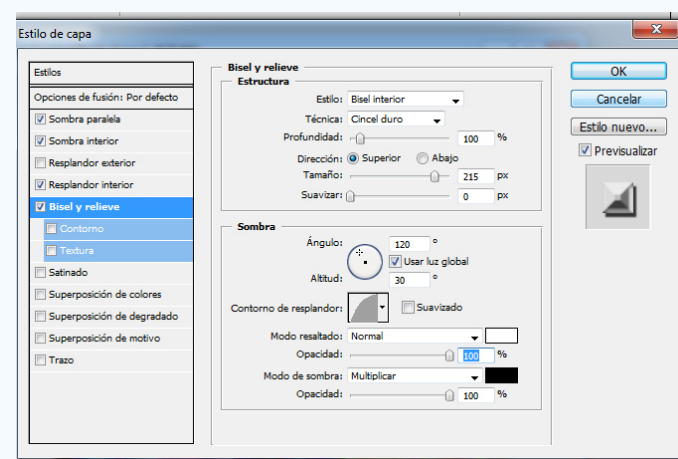 Estilo de capa
Estilos
Opciones de fusión: Por defecto
Sombra paralela
Sombra interior
Resplandor exterior
Resplandor interior
Bisel y relieve
Contorno
Textura
Satinado
Superposición de colores
Superposición de degradado
Superposición de motivo
Trazo
Bisel y relieve
Estructura
Estilo: Bisel interior
Técnica: Cincel duro
Profundidad: 100 %
Dirección: Superior Abajo
Tamaño: 215 px
Suavizar: 0 px
Sombra
Ángulo: 120 °
Usar luz global
Altitud: 30 °
Contorno de resplandor: Suavizado
Modo resaltado: Normal
Opacidad: 100 %
Modo de sombra: Multiplicar
Opacidad: 100 %
OK
Cancelar
Estilo nuevo...
Previsualizar